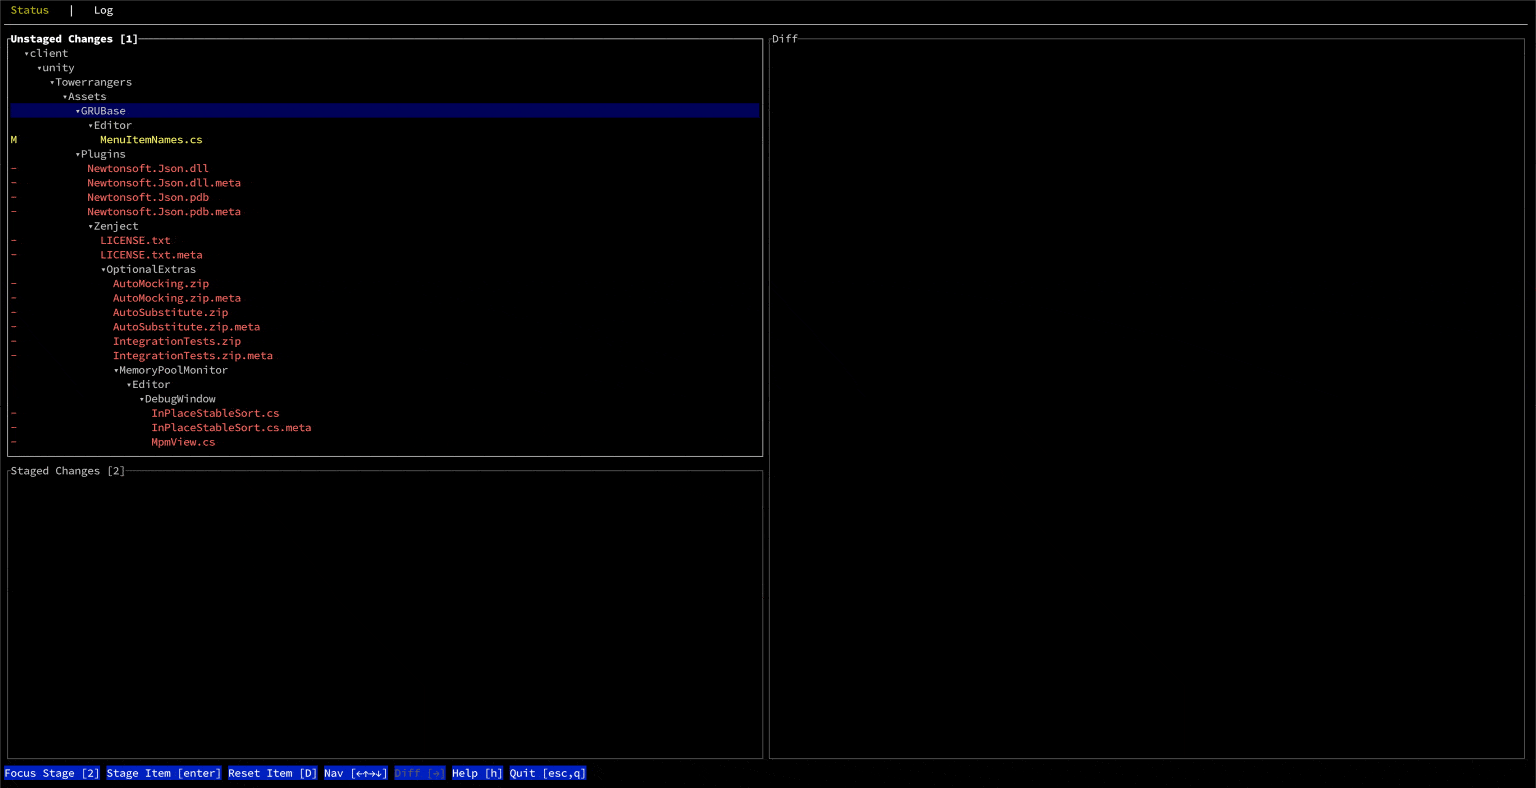 Status | Log
Unstaged Changes [1]
▾client
▾unity
▾Towerrangers
▾Assets
▾GRUBase
▾Editor
M MenuItemNames.cs
▾Plugins
- Newtonsoft.Json.dll
- Newtonsoft.Json.dll.meta
- Newtonsoft.Json.pdb
- Newtonsoft.Json.pdb.meta
▾Zenject
- LICENSE.txt
- LICENSE.txt.meta
▾OptionalExtras
- AutoMocking.zip
- AutoMocking.zip.meta
- AutoSubstitute.zip
- AutoSubstitute.zip.meta
- IntegrationTests.zip
- IntegrationTests.zip.meta
▾MemoryPoolMonitor
▾Editor
▾DebugWindow
- InPlaceStableSort.cs
- InPlaceStableSort.cs.meta
- MpmView.cs
Staged Changes [2]
Diff
Focus Stage [2] Stage Item [enter] Reset Item [D] Nav [←↑→↓] Diff [→] Help [h] Quit [esc,q]